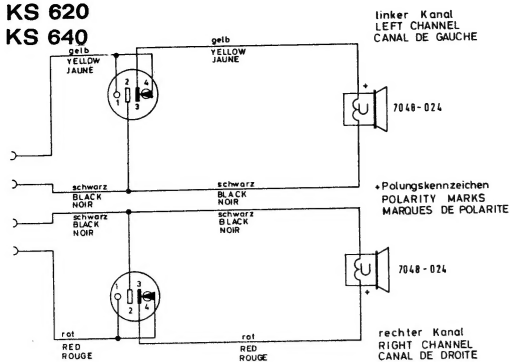 KS 620
KS 640
linker Kanal
LEFT CHANNEL
CANAL DE GAUCHE
gelb
YELLOW
JAUNE
gelb
YELLOW
JAUNE
2
4
1
3
+
7048-024
schwarz
BLACK
NOIR
schwarz
BLACK
NOIR
+Polungskennzeichen
POLARITY MARKS
MARQUES DE POLARITE
schwarz
BLACK
NOIR
schwarz
BLACK
NOIR
7048-024
+
1
3
2
4
rot
RED
ROUGE
rot
RED
ROUGE
rechter Kanal
RIGHT CHANNEL
CANAL DE DROITE